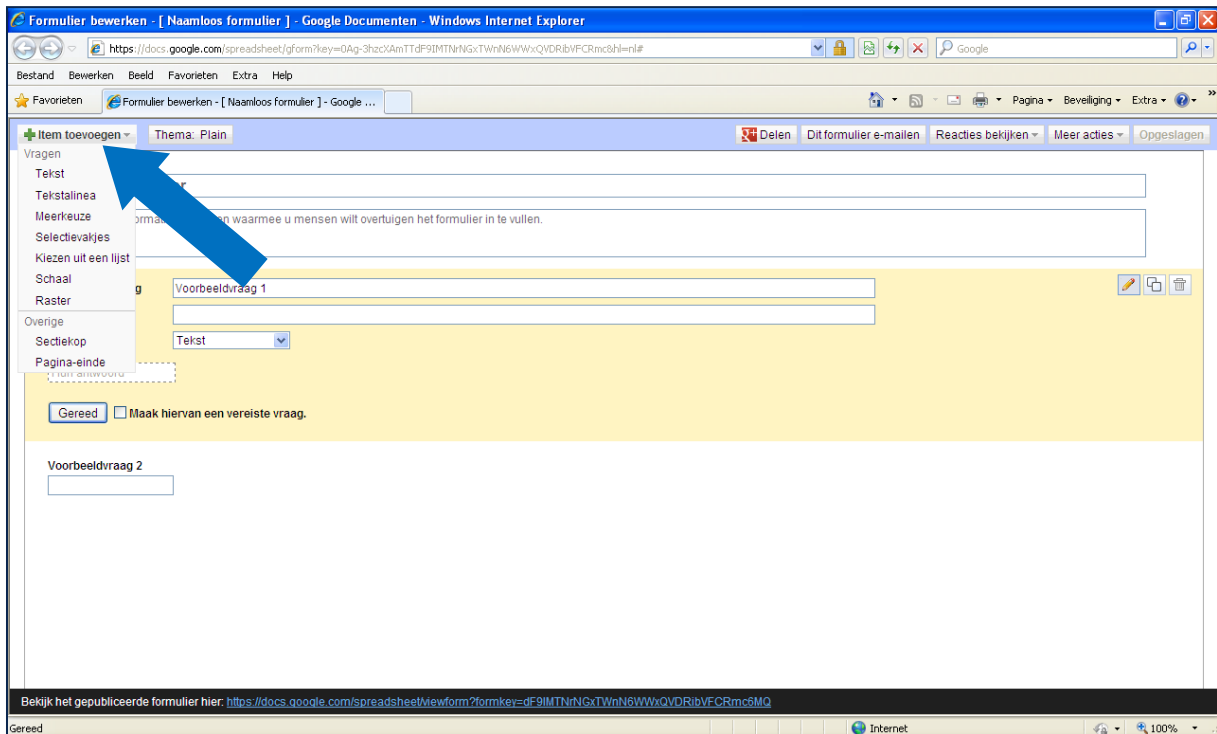 Formulier bewerken - [ Naamloos formulier ] - Google Documenten - Windows Internet Explorer
https://docs.google.com/spreadsheet/gform?key=0Ag-3hzcXAmTTdF9IMTNrNGxTWnN6WWxQVDRibVFCRmc&hl=nl#
Google
Bestand Bewerken Beeld Favorieten Extra Help
Favorieten
Formulier bewerken - [ Naamloos formulier ] - Google ...
Pagina Beveiliging Extra »
Item toevoegen
Thema: Plain
Delen Dit formulier e-mailen Reacties bekijken Meer acties Opgeslagen
Vragen
Tekst
Tekstalinea
Meerkeuze
Selectievakjes
Kiezen uit een lijst
Schaal
Raster
Overige
Sectiekop
Pagina-einde
waarmee u mensen wilt overtuigen het formulier in te vullen.
Voorbeeldvraag 1
Tekst
Hun antwoord
Gereed Maak hiervan een vereiste vraag.
Voorbeeldvraag 2
Bekijk het gepubliceerde formulier hier: https://docs.google.com/spreadsheet/viewform?formkey=dF9IMTNrNGxTWnN6WWxQVDRibVFCRmc6MQ
Gereed Internet 100%